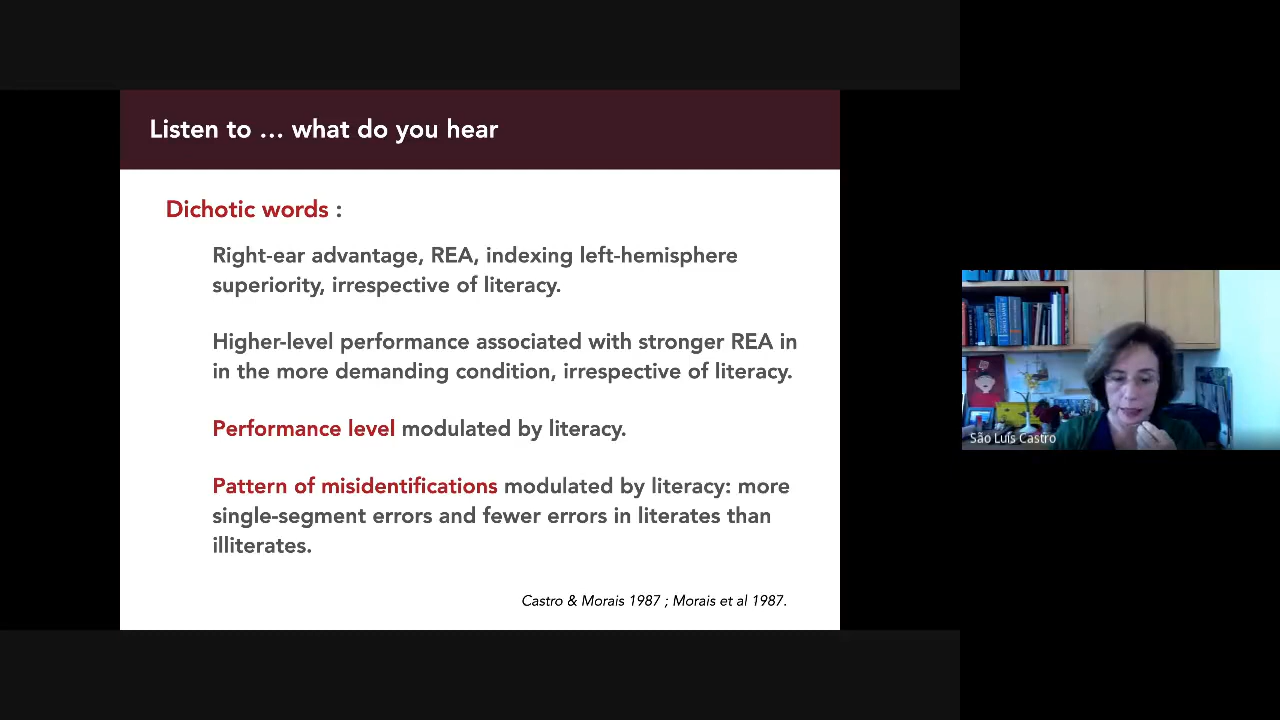 Listen to … what do you hear
Dichotic words :
Right-ear advantage, REA, indexing left-hemisphere
superiority, irrespective of literacy.
Higher-level performance associated with stronger REA in
in the more demanding condition, irrespective of literacy.
Performance level modulated by literacy.
Pattern of misidentifications modulated by literacy: more
single-segment errors and fewer errors in literates than
illiterates.
Castro & Morais 1987 ; Morais et al 1987.
São Luís Castro